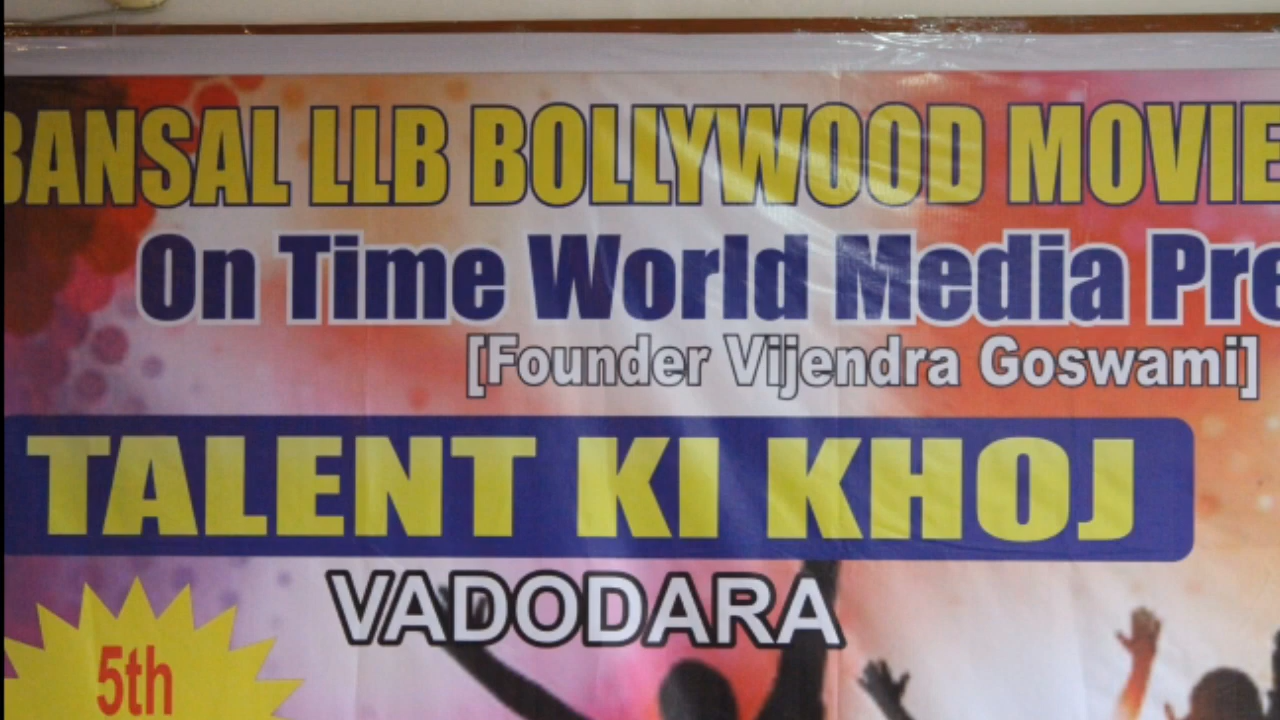 BANSAL LLB BOLLYWOOD MOVIE
On Time World Media Pre
[Founder Vijendra Goswami]
TALENT KI KHOJ
VADODARA
5th